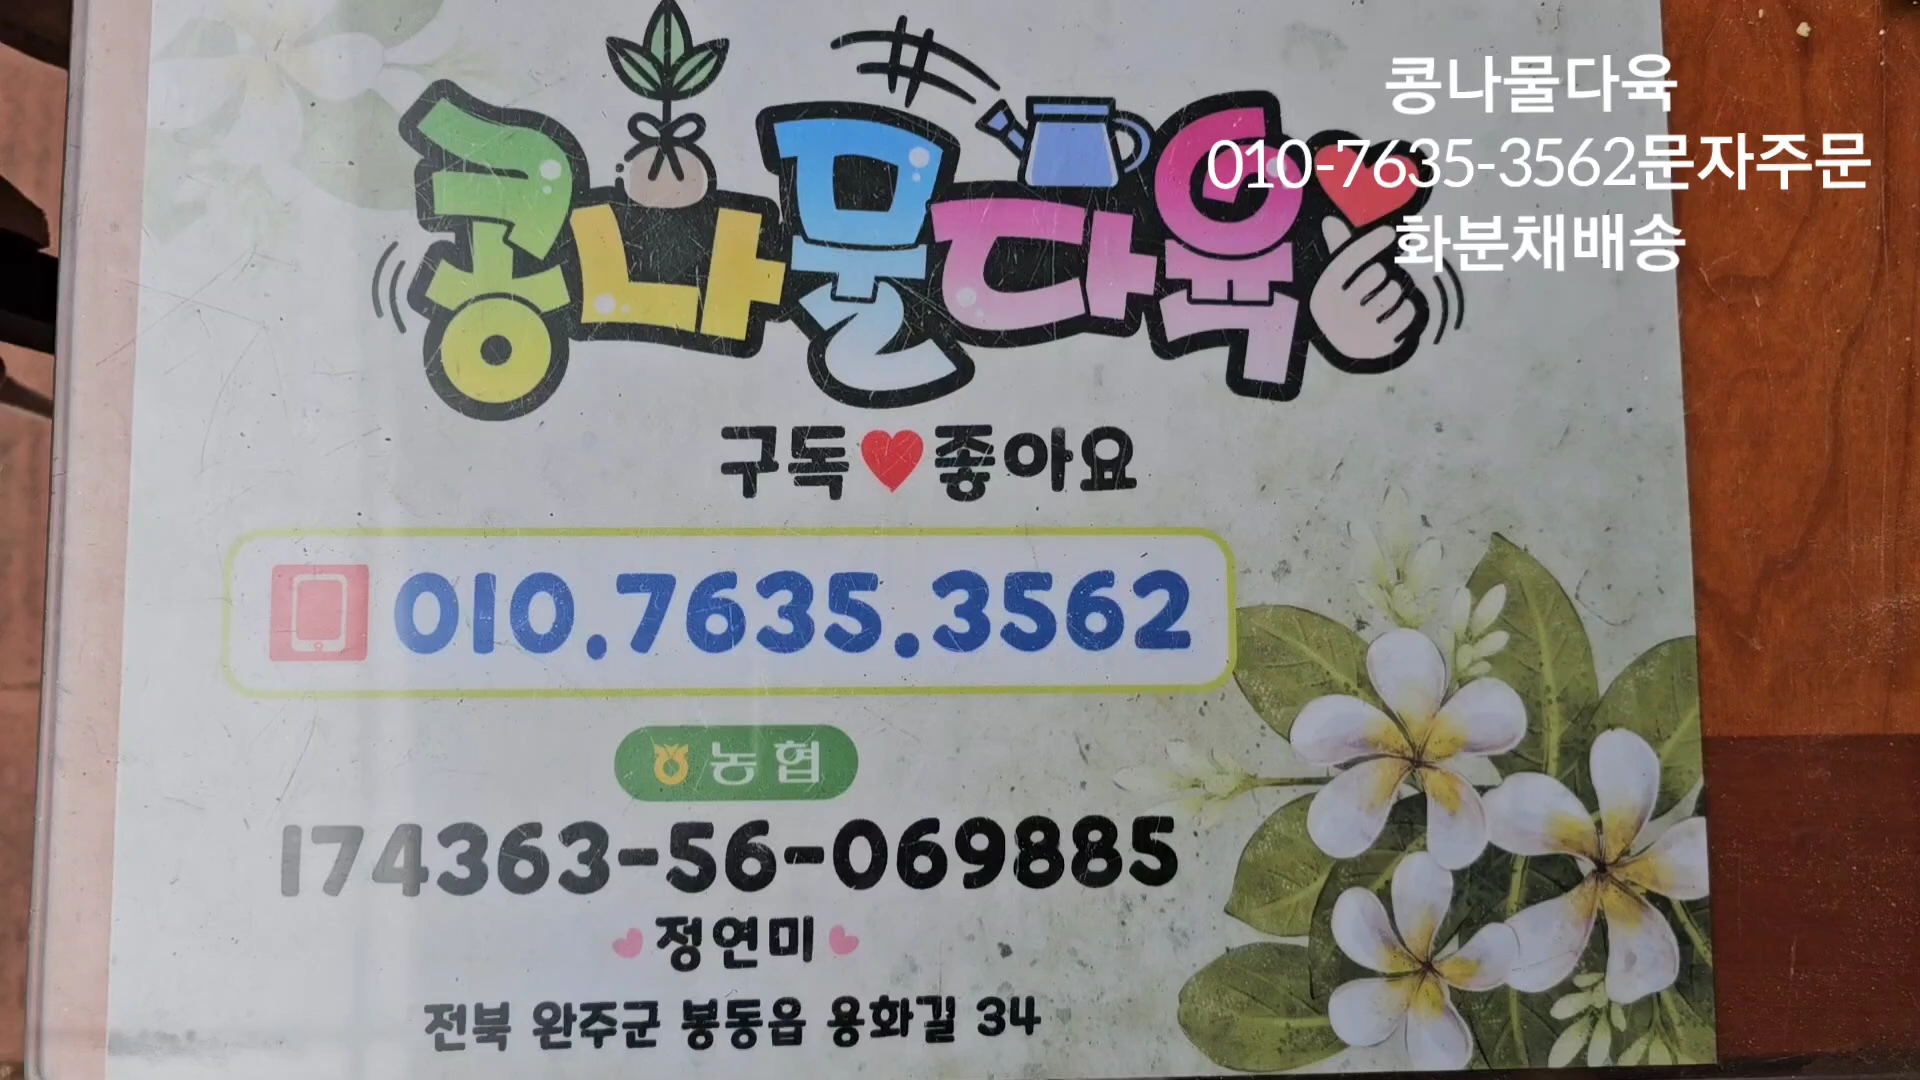 콩나물다육
010-7635-3562문자주문
화분채배송
콩나물다육
구독♥좋아요
010.7635.3562
농협
174363-56-069885
정연미
전북 완주군 봉동읍 용화길 34